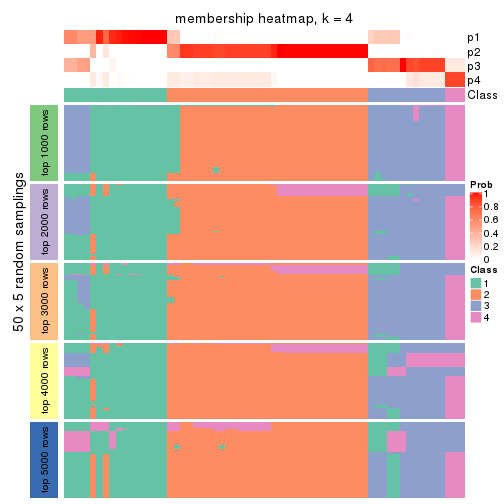 membership heatmap, k = 4
p1
p2
p3
p4
Class
50 x 5 random samplings
top 1000 rows
top 2000 rows
top 3000 rows
top 4000 rows
top 5000 rows
Prob
1
0.8
0.6
0.4
0.2
0
Class
1
2
3
4